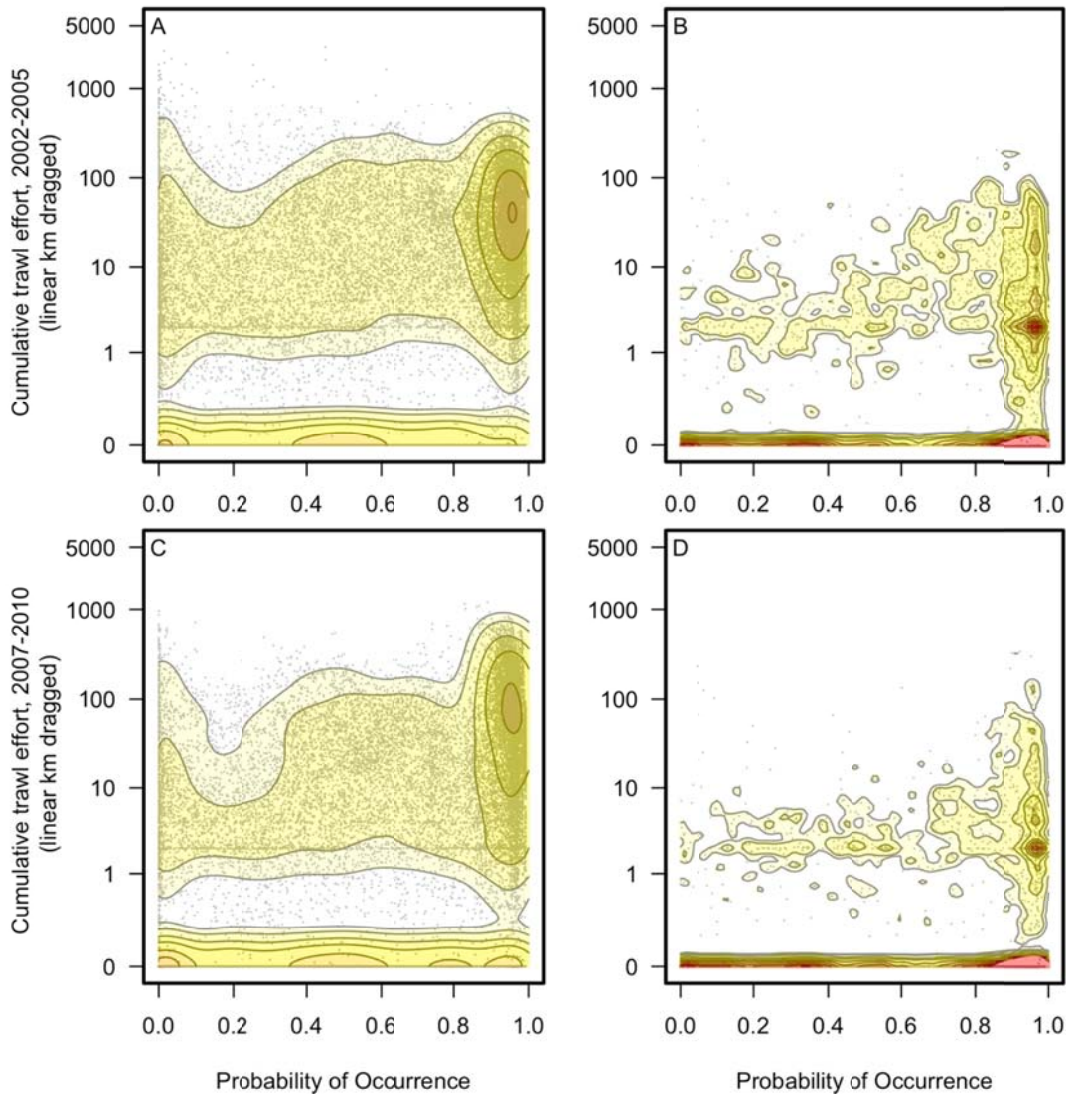 Cumulative trawl effort, 2002-2005
(linear km dragged)
A
5000
1000
100
10
1
0
0.0 0.2 0.4 0.6 0.8 1.0
B
5000
1000
100
10
1
0
0.0 0.2 0.4 0.6 0.8 1.0
Cumulative trawl effort, 2007-2010
(linear km dragged)
C
5000
1000
100
10
1
0
0.0 0.2 0.4 0.6 0.8 1.0
Probability of Occurrence
D
5000
1000
100
10
1
0
0.0 0.2 0.4 0.6 0.8 1.0
Probability of Occurrence